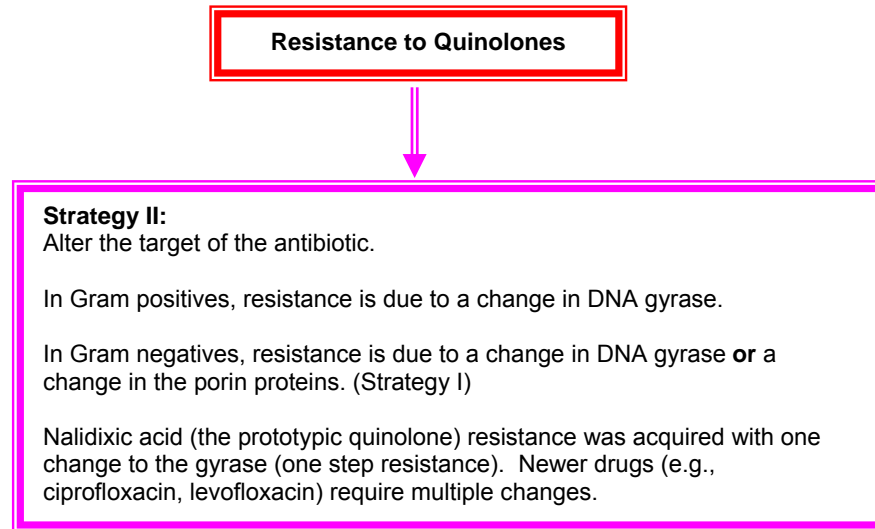 Resistance to Quinolones
Strategy II:
Alter the target of the antibiotic.
In Gram positives, resistance is due to a change in DNA gyrase.
In Gram negatives, resistance is due to a change in DNA gyrase or a
change in the porin proteins. (Strategy I)
Nalidixic acid (the prototypic quinolone) resistance was acquired with one
change to the gyrase (one step resistance).  Newer drugs (e.g.,
ciprofloxacin, levofloxacin) require multiple changes.